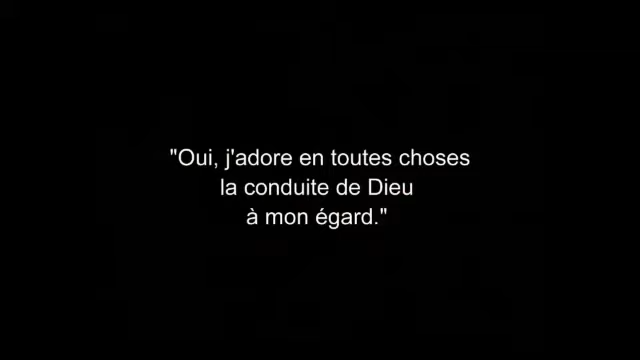 "Oui, j'adore en toutes choses
la conduite de Dieu
à mon égard."